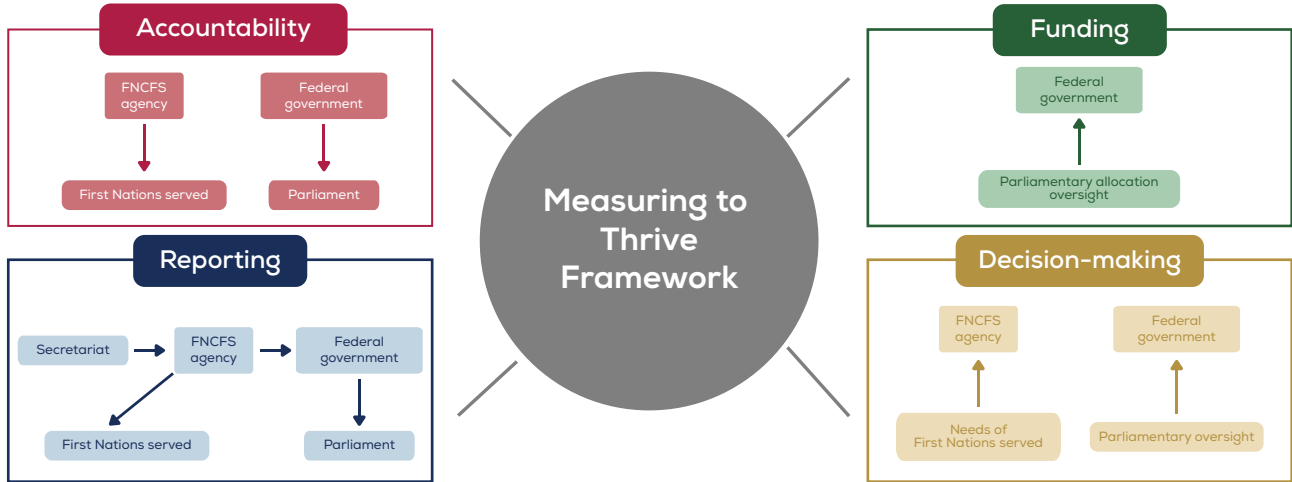 Accountability
FNCFS
agency
Federal
government
First Nations served
Parliament
Funding
Federal
government
Parliamentary allocation
oversight
Measuring to
Thrive
Framework
Reporting
Secretariat
FNCFS
agency
Federal
government
First Nations served
Parliament
Decision-making
FNCFS
agency
Federal
government
Needs of
First Nations served
Parliamentary oversight